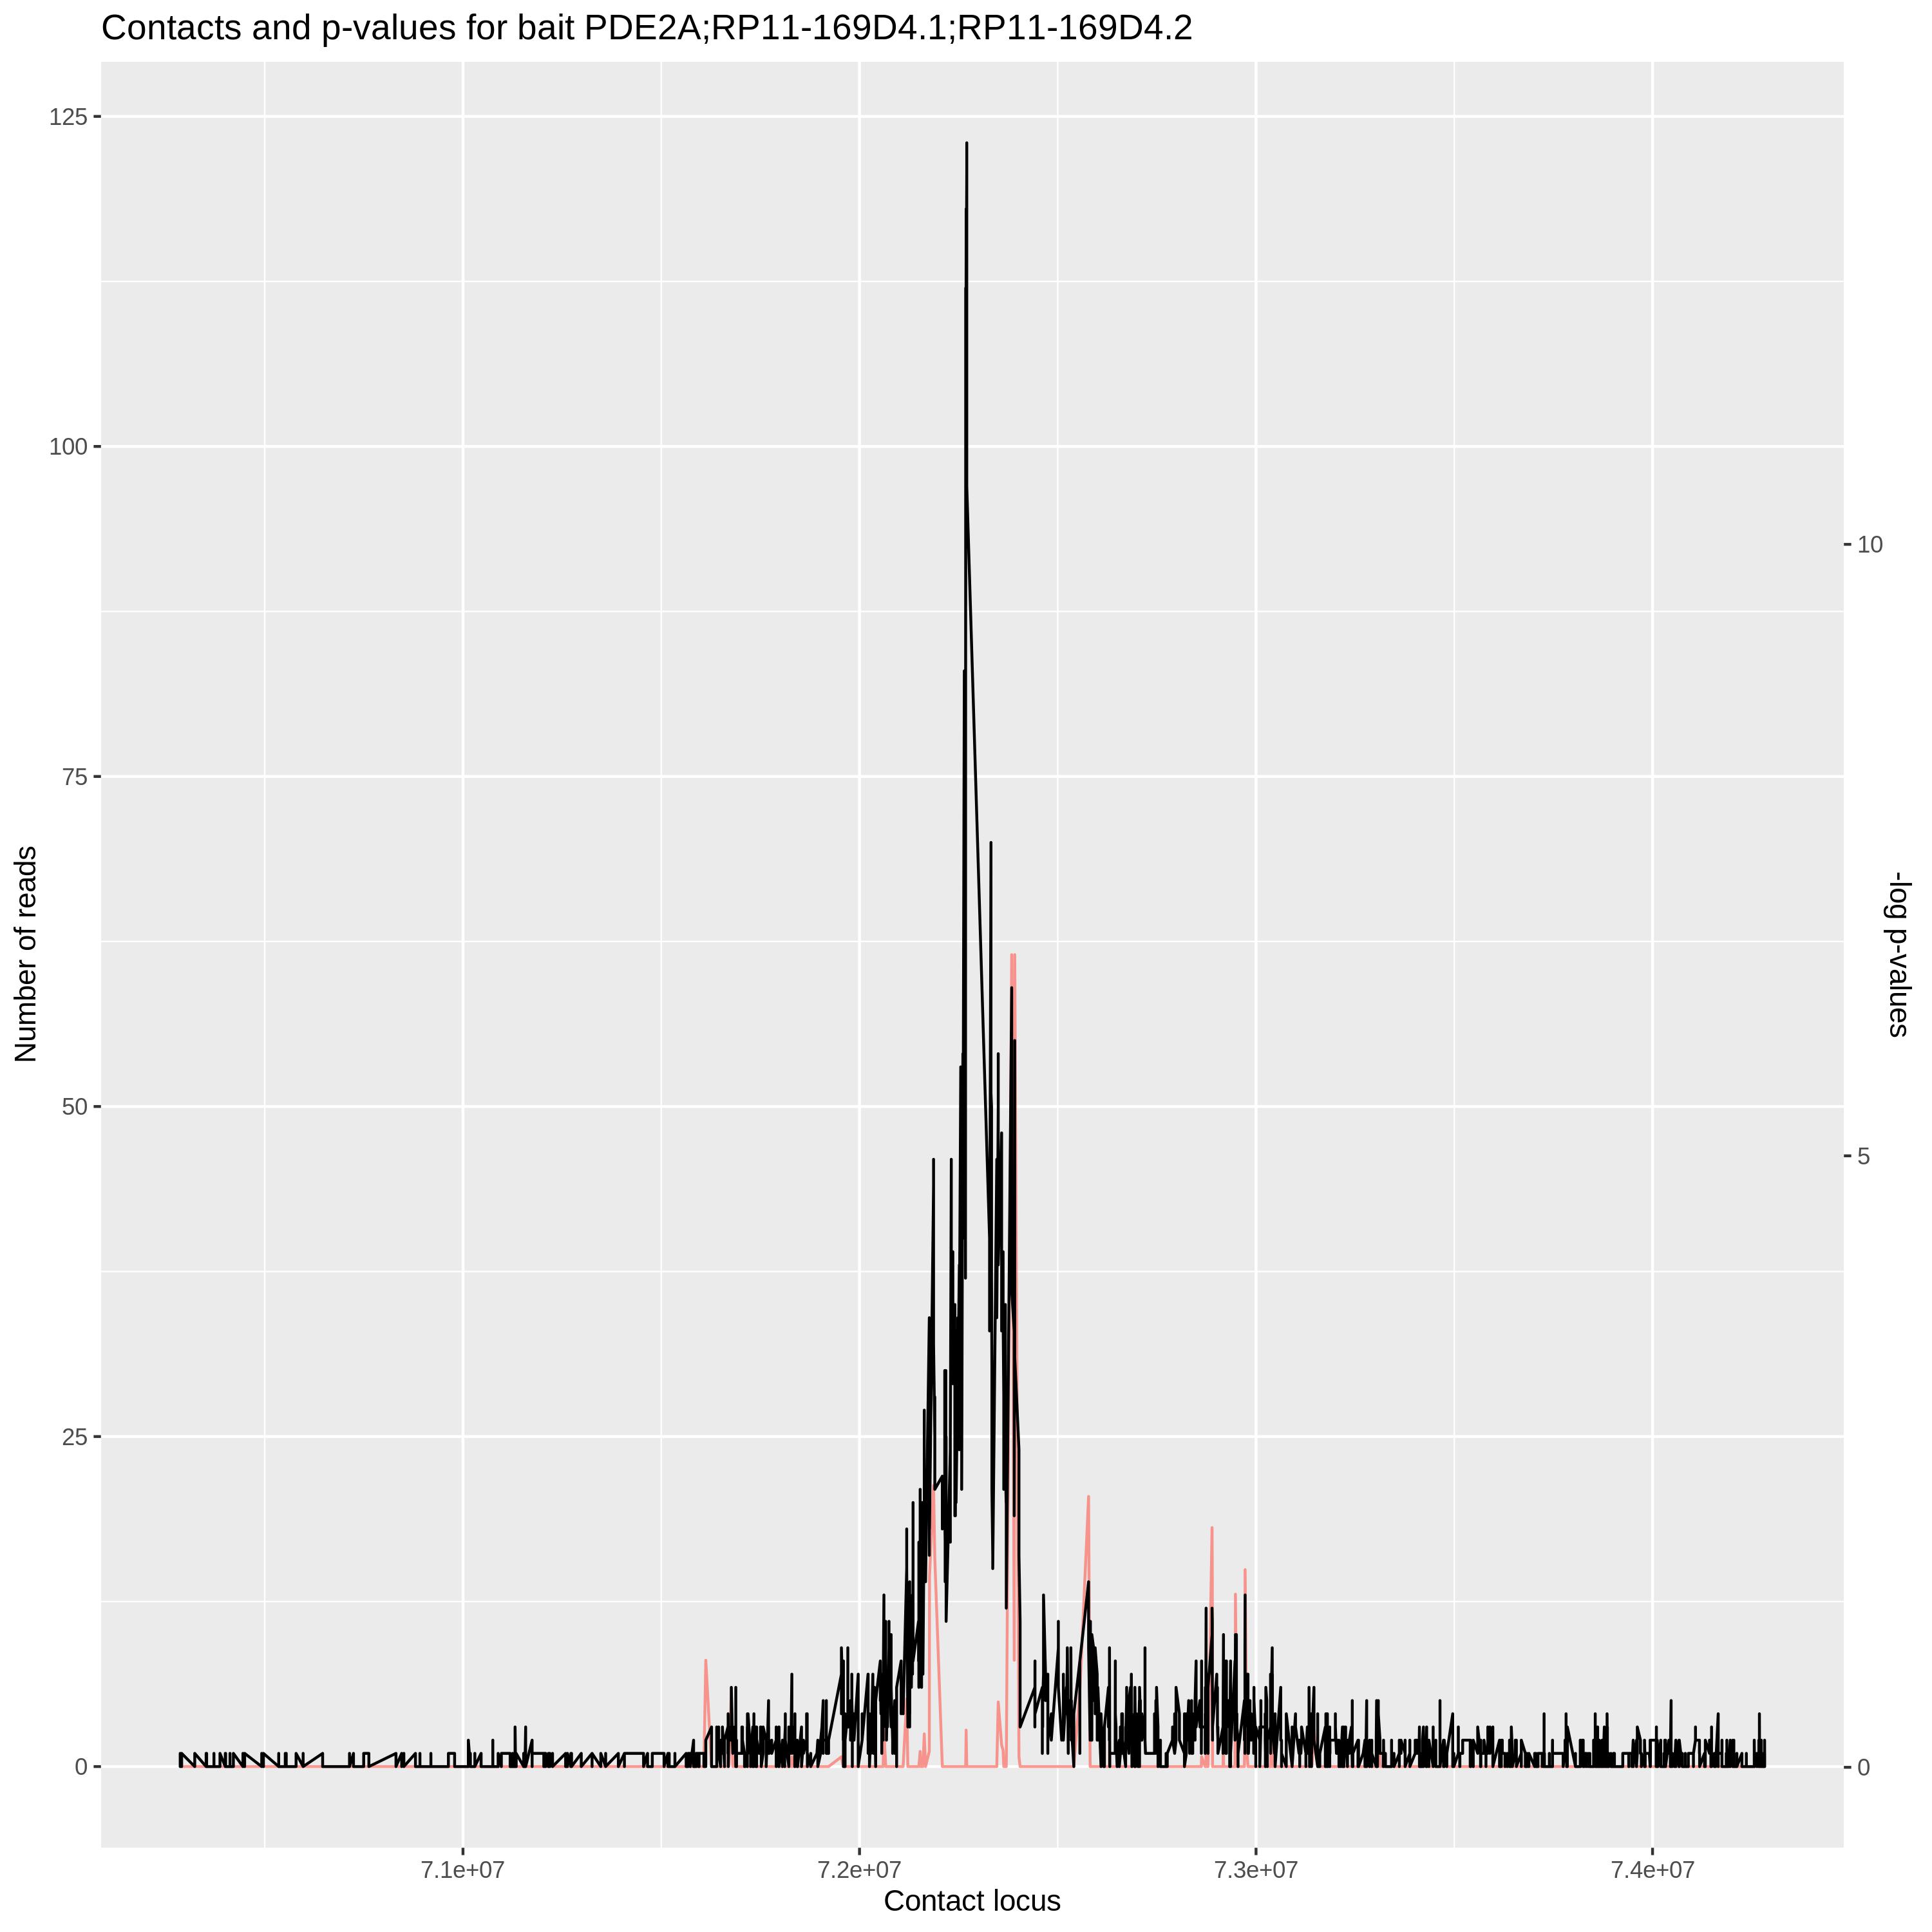 Contacts and p-values for bait PDE2A;RP11-169D4.1;RP11-169D4.2
125
100
75
50
25
0
Number of reads
10
5
0
-log p-values
7.1e+07
7.2e+07
7.3e+07
7.4e+07
Contact locus